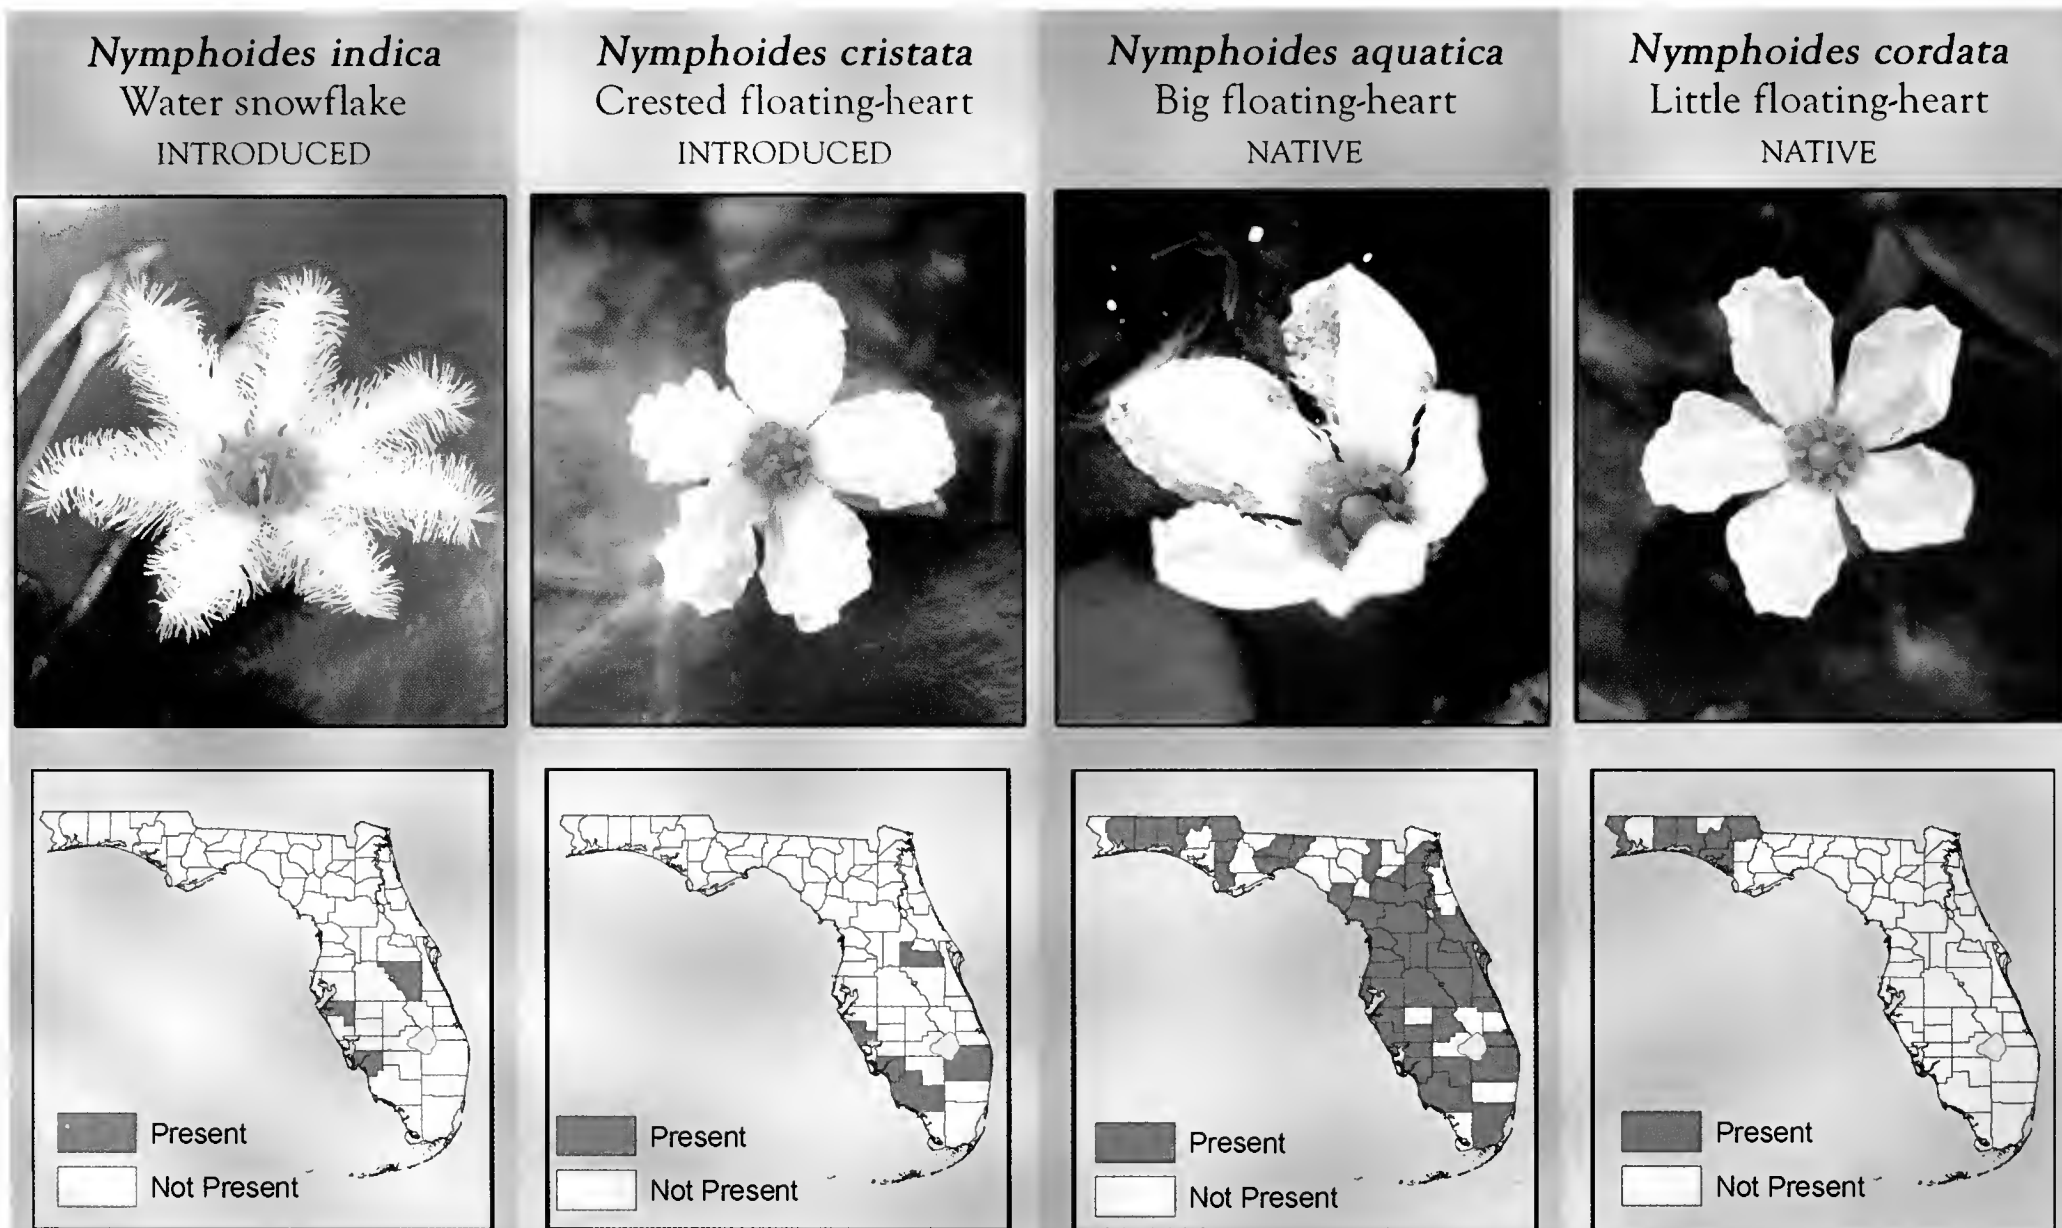 Nymphoides indica
Water snowflake
INTRODUCED
Nymphoides cristata
Crested floating-heart
INTRODUCED
Nymphoides aquatica
Big floating-heart
NATIVE
Nymphoides cordata
Little floating-heart
NATIVE
Present
Not Present
Present
Not Present
Present
Not Present
Present
Not Present